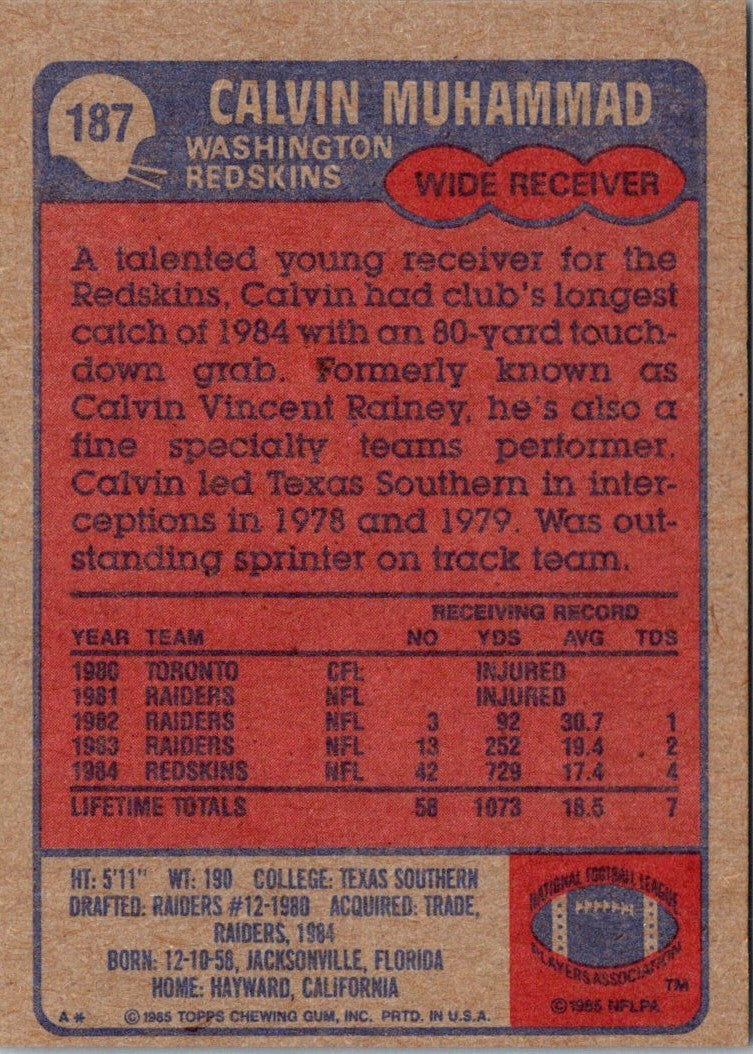 187
CALVIN MUHAMMAD
WASHINGTON
REDSKINS
WIDE RECEIVER
A talented young receiver for the
Redskins, Calvin had club's longest
catch of 1984 with an 80-yard touch-
down grab. Formerly known as
Calvin Vincent Rainey, he's also a
fine specialty teams performer.
Calvin led Texas Southern in inter-
ceptions in 1978 and 1979. Was out-
standing sprinter on track team.
RECEIVING RECORD
YEAR TEAM NO YDS AVG TDS
1980 TORONTO CFL INJURED
1981 RAIDERS NFL INJURED
1982 RAIDERS NFL 3 92 30.7 1
1983 RAIDERS NFL 13 252 19.4 2
1984 REDSKINS NFL 42 729 17.4 4
LIFETIME TOTALS 58 1073 18.5 7
HT: 5'11" WT: 190 COLLEGE: TEXAS SOUTHERN
DRAFTED: RAIDERS #12-1980 ACQUIRED: TRADE,
RAIDERS, 1984
BORN: 12-10-58, JACKSONVILLE, FLORIDA
HOME: HAYWARD, CALIFORNIA
A* ©1985 TOPPS CHEWING GUM, INC. PRTD. IN U.S.A.
NATIONAL FOOTBALL LEAGUE
PLAYERS ASSOCIATION
TM
©1985 NFLPA